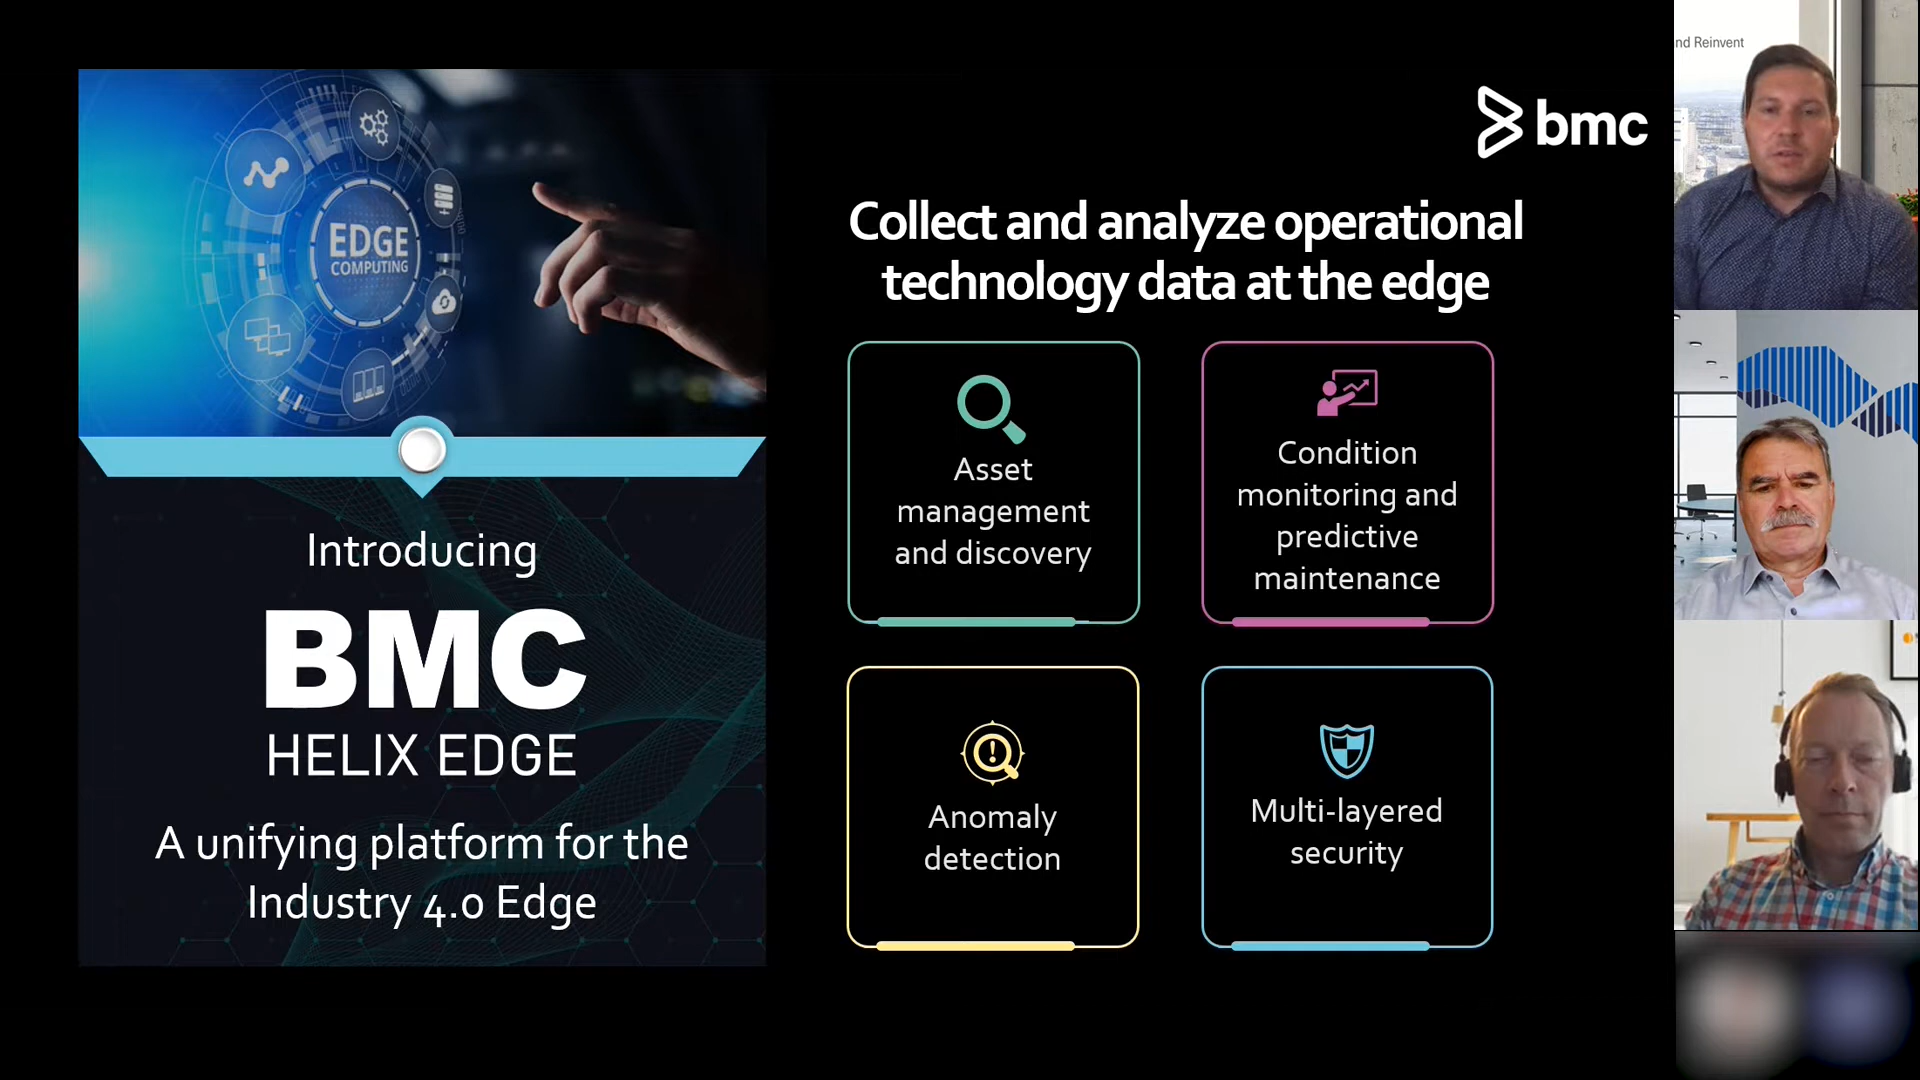 EDGE
COMPUTING
Introducing
BMC
HELIX EDGE
A unifying platform for the
Industry 4.0 Edge
bmc
Collect and analyze operational
technology data at the edge
Asset
management
and discovery
Condition
monitoring and
predictive
maintenance
Anomaly
detection
Multi-layered
security
nd Reinvent